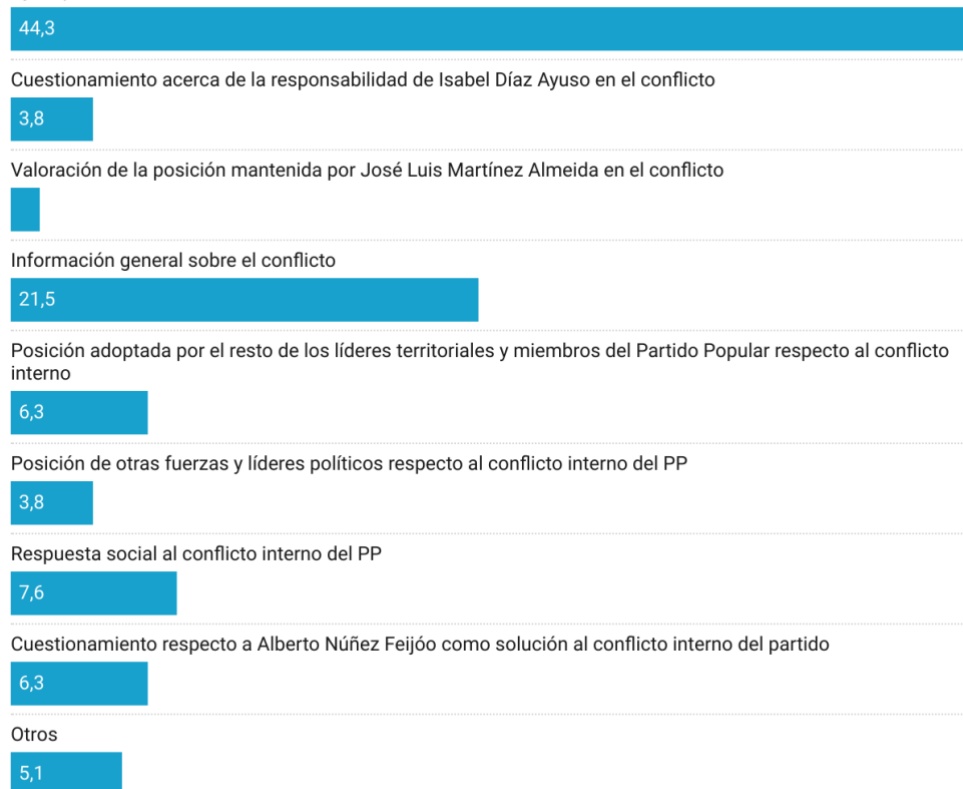 44,3
Cuestionamiento acerca de la responsabilidad de Isabel Díaz Ayuso en el conflicto
3,8
Valoración de la posición mantenida por José Luis Martínez Almeida en el conflicto
Información general sobre el conflicto
21,5
Posición adoptada por el resto de los líderes territoriales y miembros del Partido Popular respecto al conflicto
interno
6,3
Posición de otras fuerzas y líderes políticos respecto al conflicto interno del PP
3,8
Respuesta social al conflicto interno del PP
7,6
Cuestionamiento respecto a Alberto Núñez Feijóo como solución al conflicto interno del partido
6,3
Otros
5,1